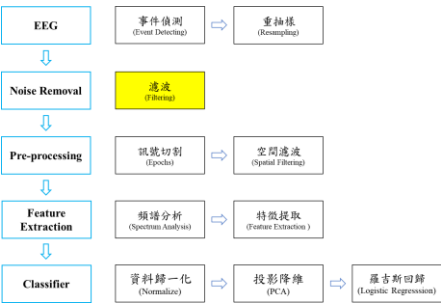 EEG
事件偵測
(Event Detecting)
重抽樣
(Resampling)
Noise Removal
濾波
(Filtering)
Pre-processing
訊號切割
(Epochs)
空間濾波
(Spatial Filtering)
Feature
Extraction
頻譜分析
(Spectrum Analysis)
特徵提取
(Feature Extraction )
Classifier
資料歸一化
(Normalize)
投影降維
(PCA)
羅吉斯回歸
(Logistic Regresssion)